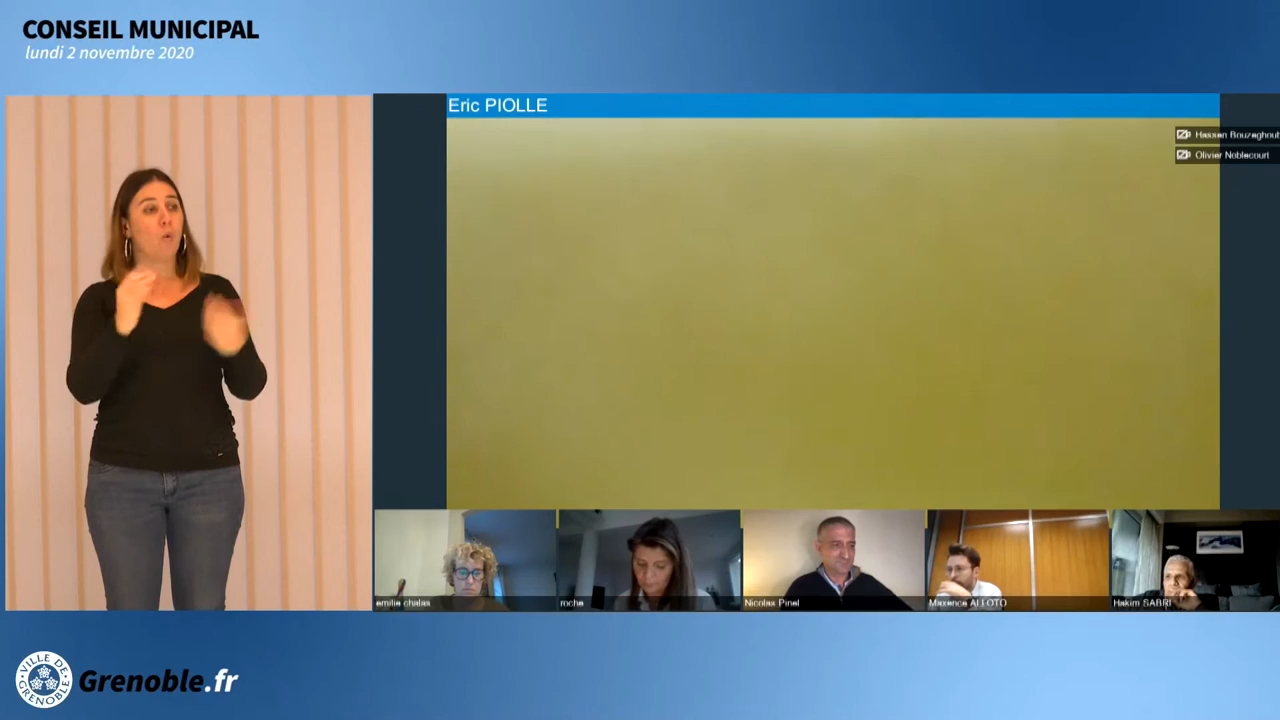 CONSEIL MUNICIPAL
lundi 2 novembre 2020
Eric PIOLLE
Hassen Bouzeghoub
Olivier Noblecourt
emilie chalas
roche
Nicolas Pinel
Maxence ALLOTO
Hakim SABRI
VILLE DE
GRENOBLE
Grenoble.fr